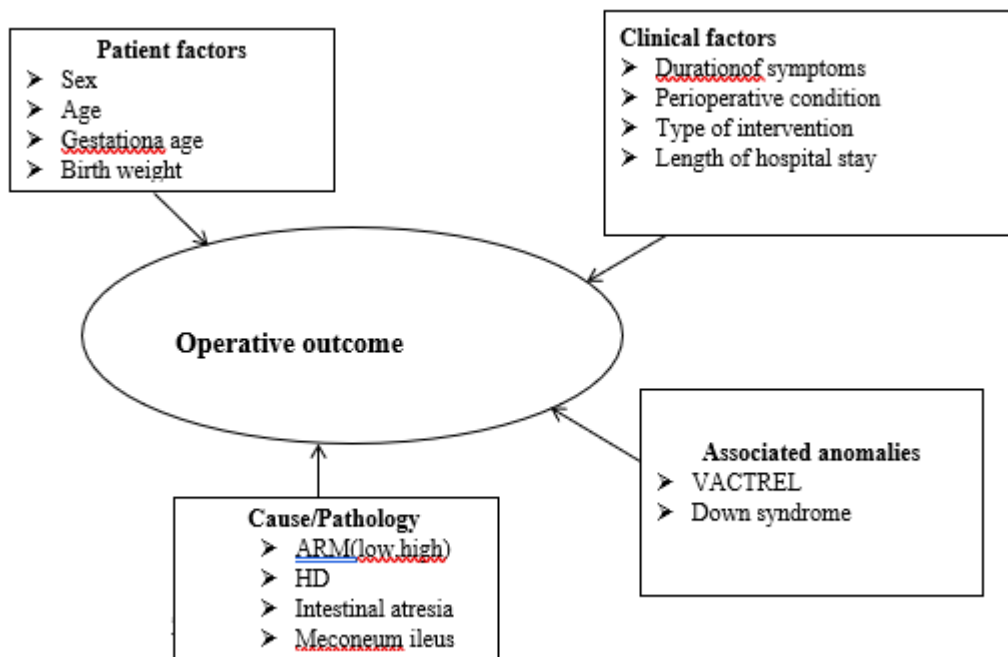 Patient factors
➤ Sex
➤ Age
➤ Gestationa age
➤ Birth weight
Clinical factors
➤ Durationof symptoms
➤ Perioperative condition
➤ Type of intervention
➤ Length of hospital stay
Operative outcome
Associated anomalies
➤ VACTREL
➤ Down syndrome
Cause/Pathology
➤ ARM(low,high)
➤ HD
➤ Intestinal atresia
➤ Meconeum ileus